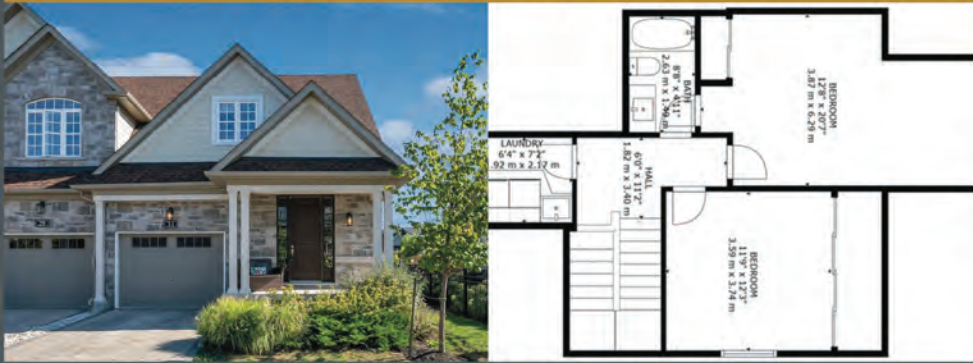 BATH
8'8" x 4'11"
2.63 m x 1.49 m
BEDROOM
12'8" x 20'7"
3.87 m x 6.29 m
LAUNDRY
6'4" x 7'2"
.92 m x 2.17 m
HALL
6'0" x 11'2"
1.82 m x 3.40 m
BEDROOM
11'9" x 12'3"
3.59 m x 3.74 m